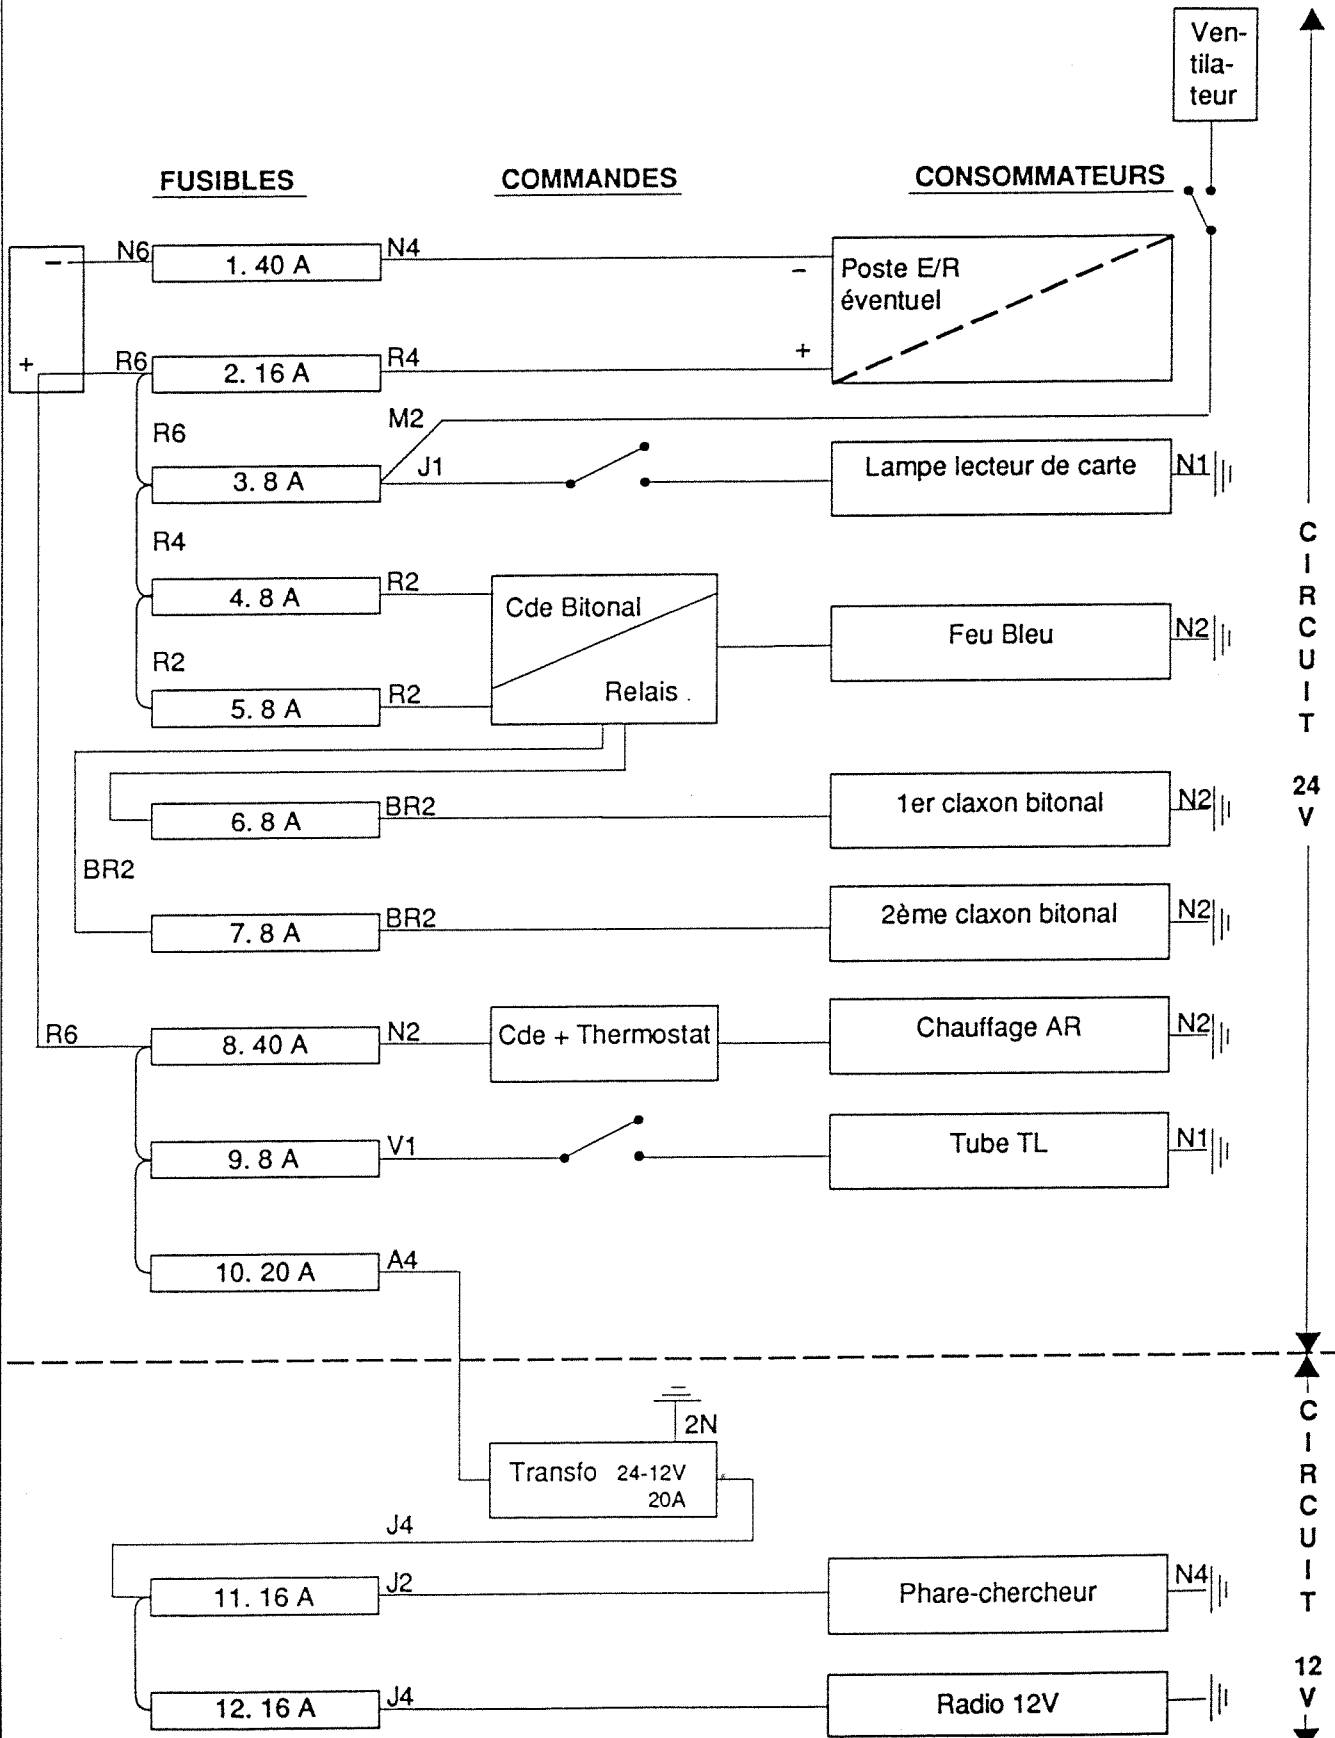 Ven-
tila-
teur
FUSIBLES
COMMANDES
CONSOMMATEURS
– N6 1. 40 A N4 –
Poste E/R
éventuel
+ R6 2. 16 A R4 +
R6
M2
3. 8 A J1 Lampe lecteur de carte N1
R4
4. 8 A R2
Cde Bitonal
Feu Bleu N2
R2
Relais
5. 8 A R2
6. 8 A BR2 1er claxon bitonal N2
BR2
7. 8 A BR2 2ème claxon bitonal N2
R6 8. 40 A N2 Cde + Thermostat Chauffage AR N2
9. 8 A V1 Tube TL N1
10. 20 A A4
CIRCUIT
24
V
2N
Transfo 24-12V
20A
J4
11. 16 A J2 Phare-chercheur N4
12. 16 A J4 Radio 12V
CIRCUIT
12
V